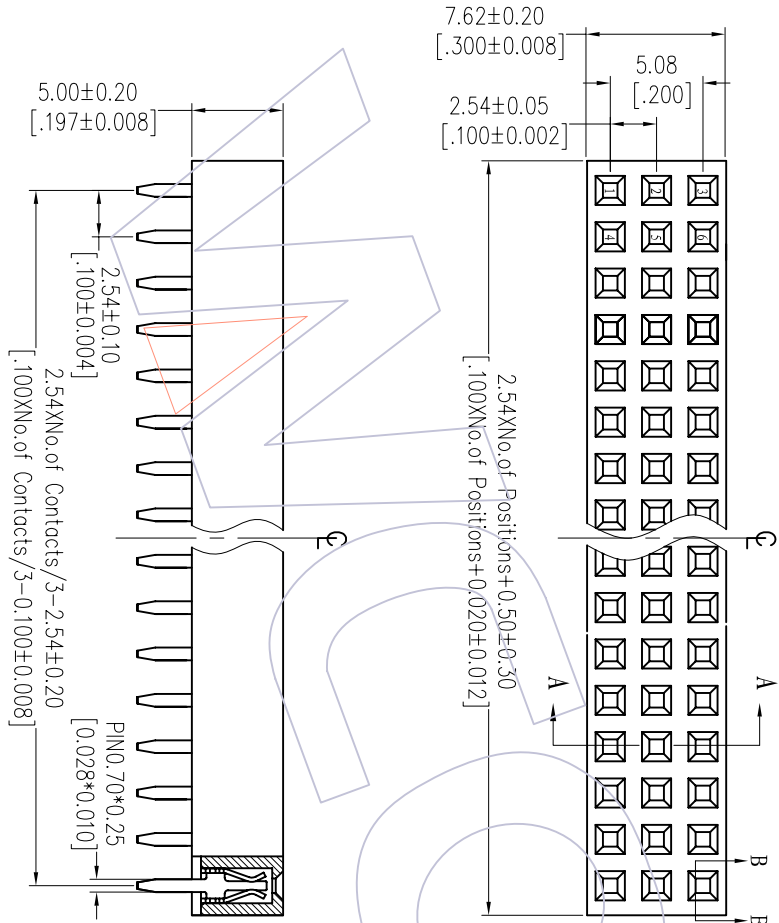 7.62±0.20
[.300±0.008]
5.08
[.200]
2.54±0.05
[.100±0.002]
5.00±0.20
[.197±0.008]
1 2 3
4 5 6
2.54±0.10
[.100±0.004]
2.54XNo.of Contacts/3-2.54±0.20
[.100XNo.of Contacts/3-0.100±0.008]
2.54XNo.of Positions+0.50±0.30
[.100XNo.of Positions+0.020±0.012]
CL
CL
A
A
PIN0.70*0.25
[0.028*0.010]
B